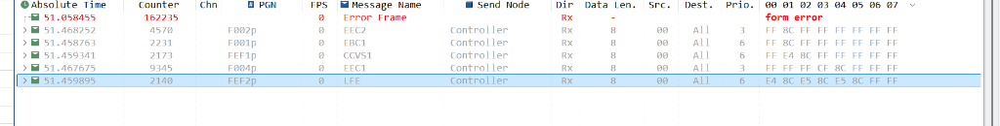 Absolute Time Counter Chn PGN FPS Message Name Send Node Dir Data Len. Src. Dest. Prio. 00 01 02 03 04 05 06 07
51.058455 162235 0 Error Frame Rx - form error
51.468252 4570 F002p 0 EEC2 Controller Rx 8 00 All 3 FF 8C FF FF FF FF FF FF
51.458763 2231 F001p 0 EBC1 Controller Rx 8 00 All 6 FF 8C FF FF FF FF FF FF
51.459341 2173 FEF1p 0 CCVS1 Controller Rx 8 00 All 6 FF E4 8C FF FF FF FF FF
51.467675 9345 F004p 0 EEC1 Controller Rx 8 00 All 3 FF FF FF CF 8C FF FF FF
51.459895 2140 FEF2p 0 LFE Controller Rx 8 00 All 6 E4 8C E5 8C E5 8C FF FF